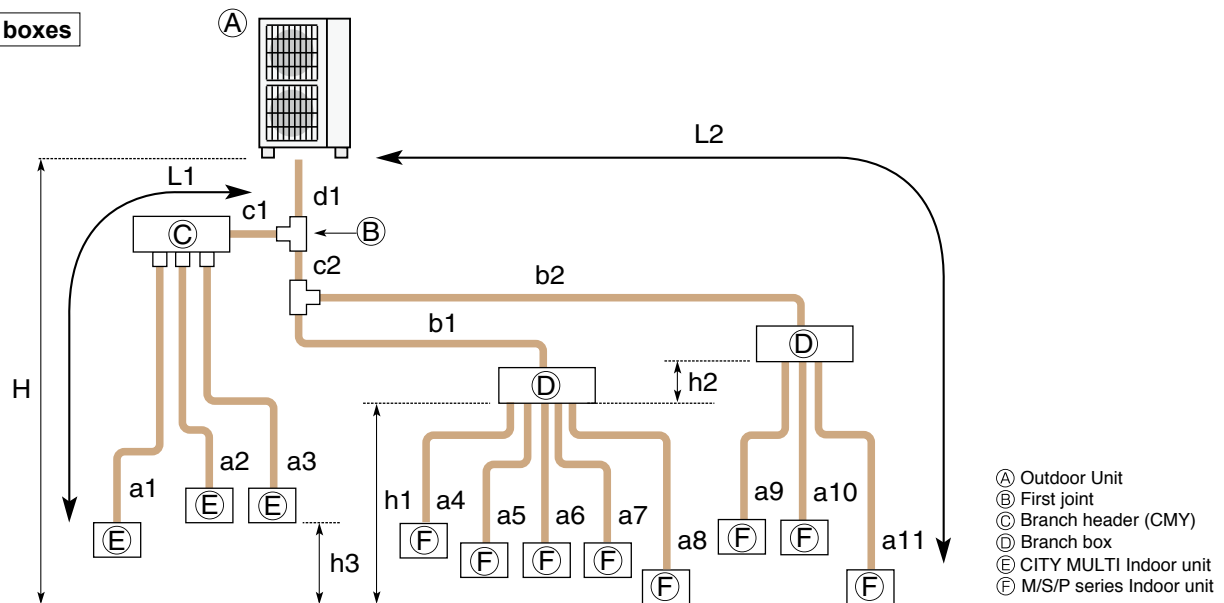 boxes
Ⓐ
L2
L1
d1
c1
Ⓒ
Ⓑ
c2
b2
b1
Ⓓ
Ⓓ
h2
H
a1
a2
a3
Ⓔ
Ⓔ
Ⓔ
h3
h1
a4
a5
a6
a7
a8
Ⓕ
Ⓕ
Ⓕ
Ⓕ
Ⓕ
a9
a10
a11
Ⓕ
Ⓕ
Ⓕ
Ⓐ Outdoor Unit
Ⓑ First joint
Ⓒ Branch header (CMY)
Ⓓ Branch box
Ⓔ CITY MULTI Indoor unit
Ⓕ M/S/P series Indoor unit